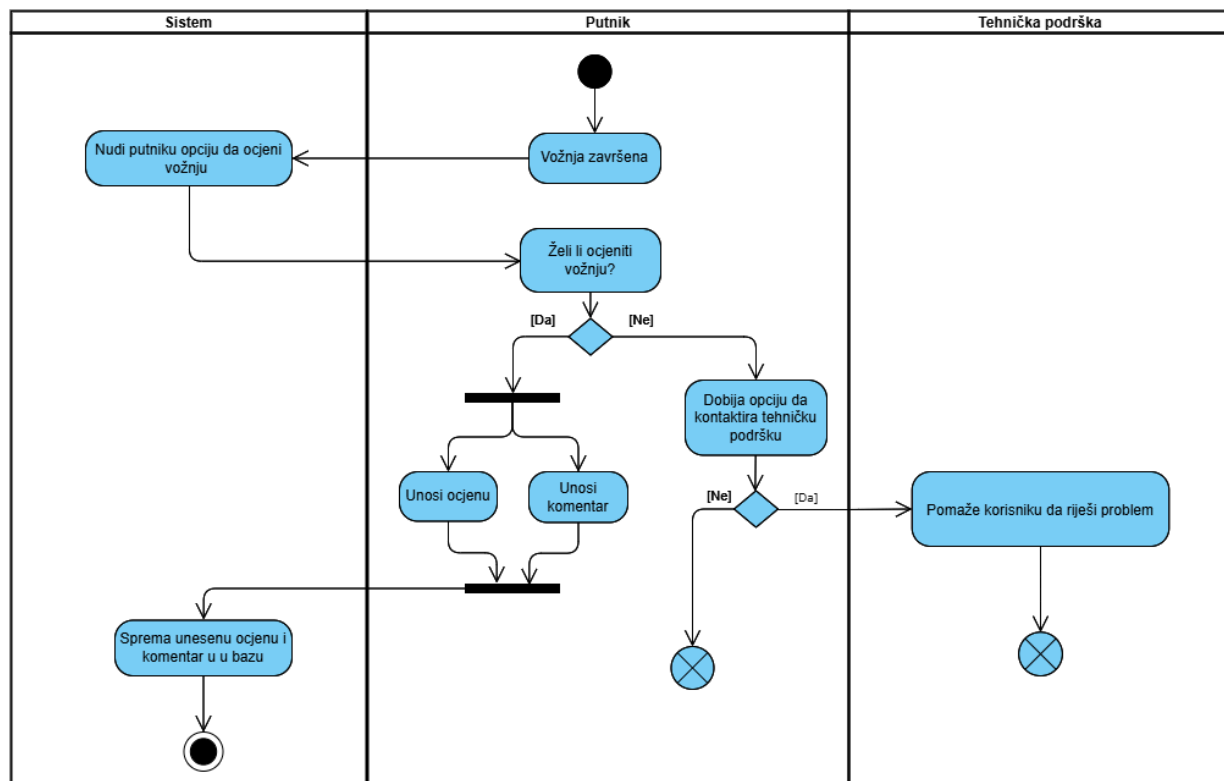 Sistem
Putnik
Tehnička podrška
Vožnja završena
Nudi putniku opciju da ocjeni
vožnju
Želi li ocjeniti
vožnju?
[Da]
[Ne]
Dobija opciju da
kontaktira tehničku
podršku
Unosi ocjenu
Unosi
komentar
[Ne]
[Da]
Pomaže korisniku da riješi problem
Sprema unesenu ocjenu i
komentar u u bazu